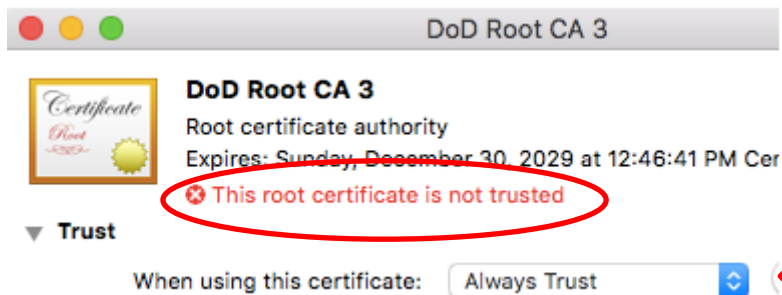 DoD Root CA 3
Certificate
Root
DoD Root CA 3
Root certificate authority
Expires: Sunday, December 30, 2029 at 12:46:41 PM Cer
This root certificate is not trusted
Trust
When using this certificate: Always Trust